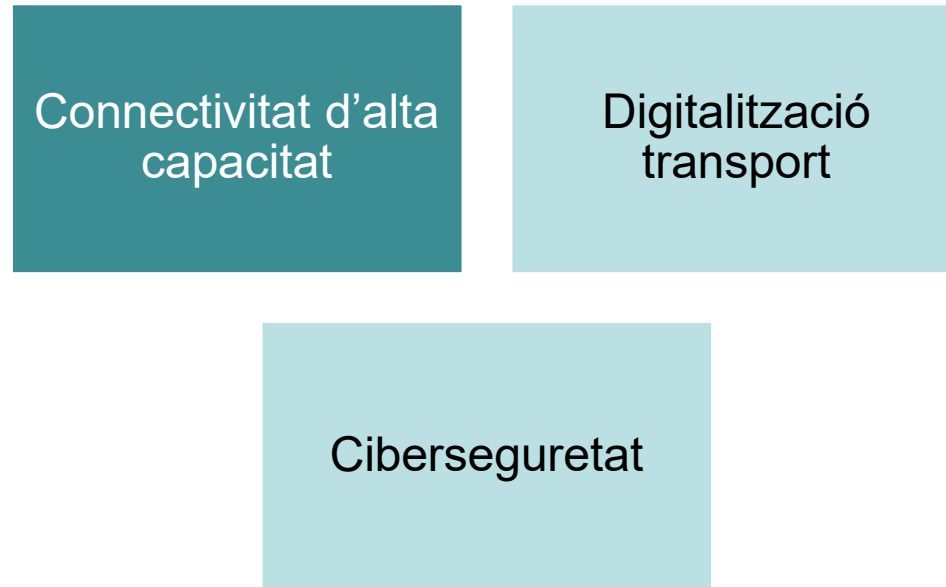 Connectivitat d’alta
capacitat
Digitalització
transport
Ciberseguretat